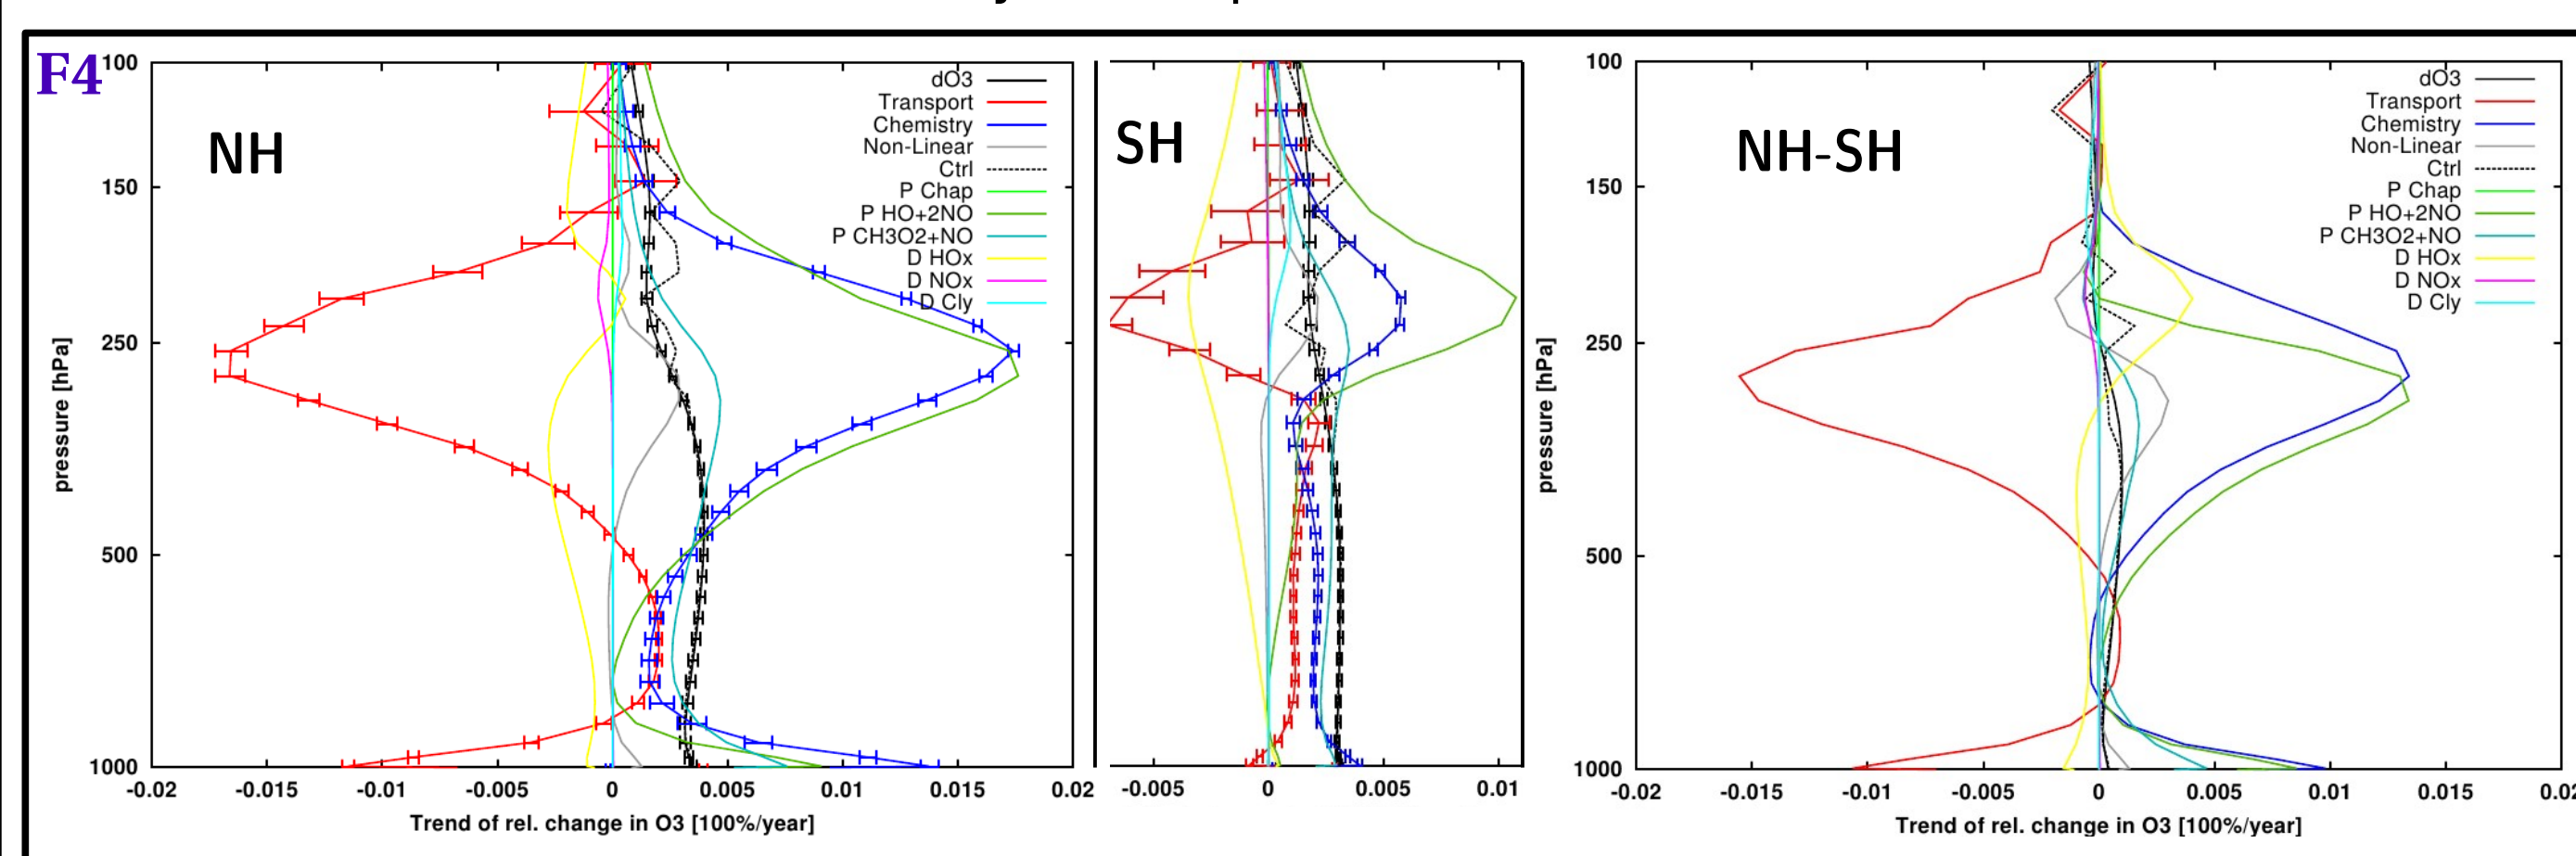 F4
NH
100
150
250
500
1000
pressure [hPa]
dO3
Transport
Chemistry
Non-Linear
Ctrl
P Chap
P HO+2NO
P CH3O2+NO
D HOx
D NOx
D Cly
-0.02 -0.015 -0.01 -0.005 0 0.005 0.01 0.015 0.02
Trend of rel. change in O3 [100%/year]
SH
-0.005 0 0.005 0.01
NH-SH
100
150
250
500
1000
pressure [hPa]
dO3
Transport
Chemistry
Non-Linear
Ctrl
P Chap
P HO+2NO
P CH3O2+NO
D HOx
D NOx
D Cly
-0.02 -0.015 -0.01 -0.005 0 0.005 0.01 0.015
Trend of rel. change in O3 [100%/year]